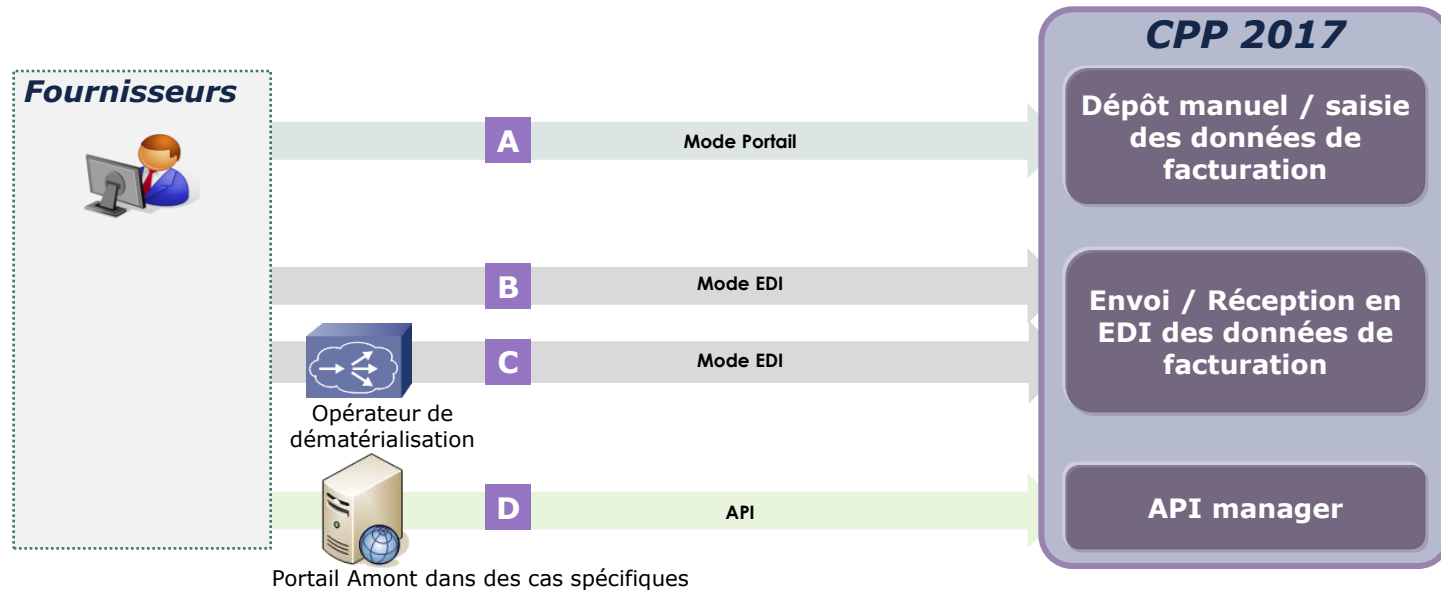 CPP 2017
Fournisseurs
A
Mode Portail
Dépôt manuel / saisie
des données de
facturation
B
Mode EDI
C
Mode EDI
Envoi / Réception en
EDI des données de
facturation
Opérateur de
dématérialisation
D
API
API manager
Portail Amont dans des cas spécifiques